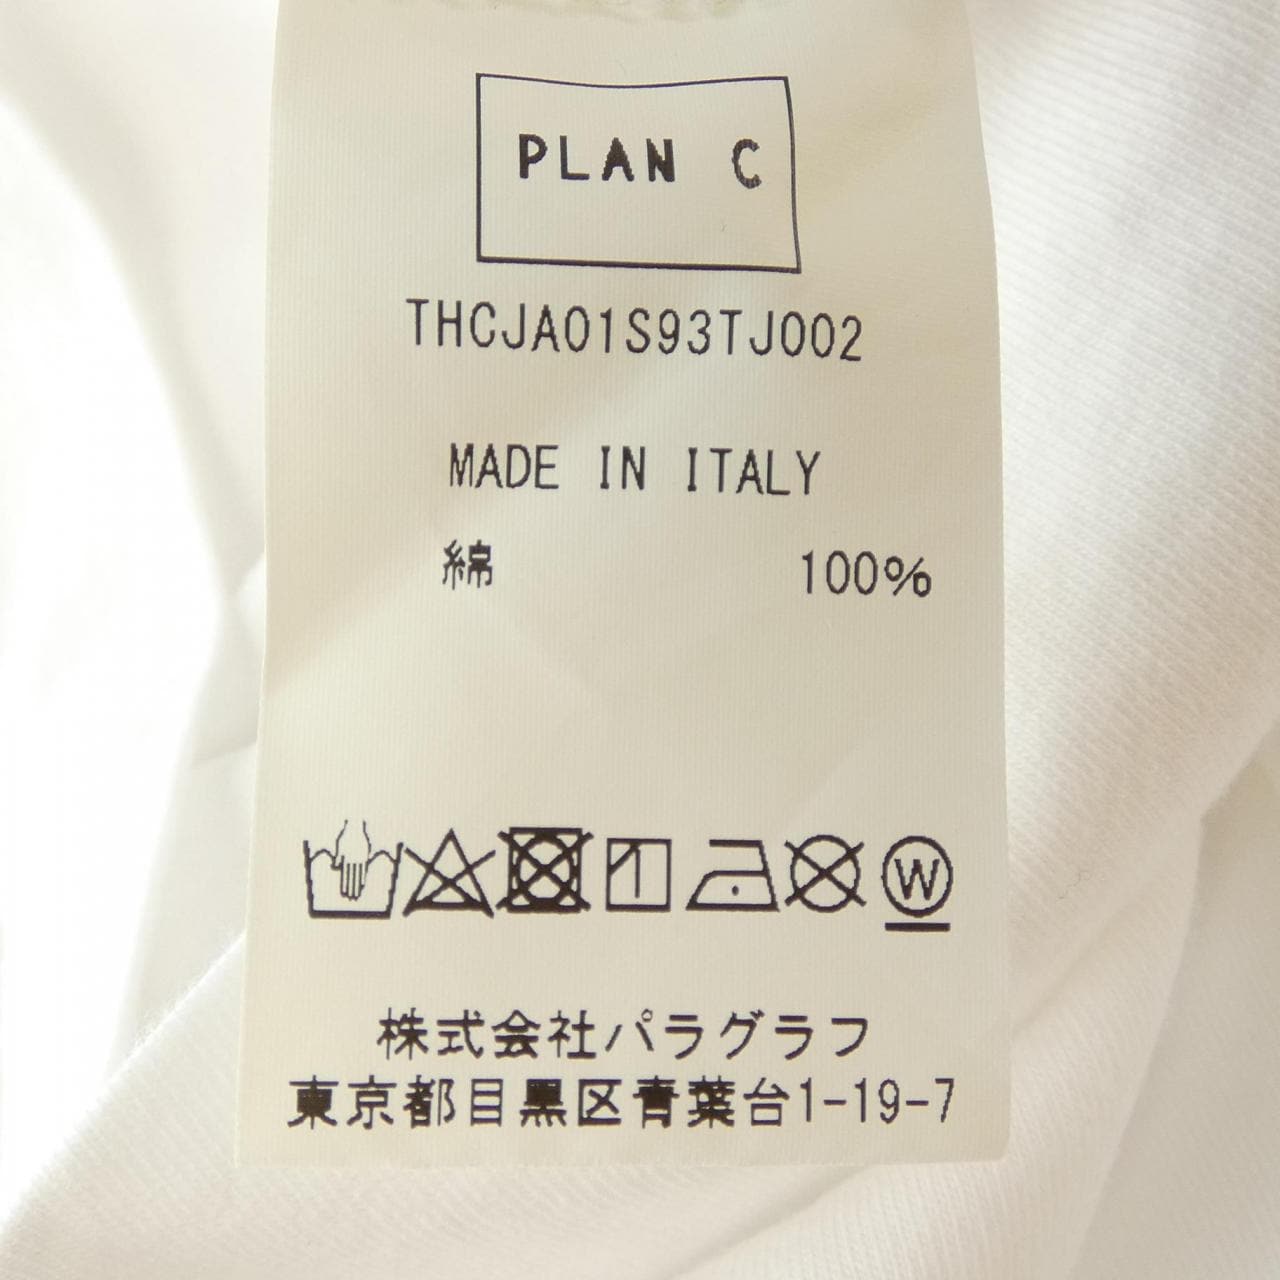 PLAN C
THCJA01S93TJ002
MADE IN ITALY
綿 100%
W
株式会社パラグラフ
東京都目黒区青葉台1-19-7